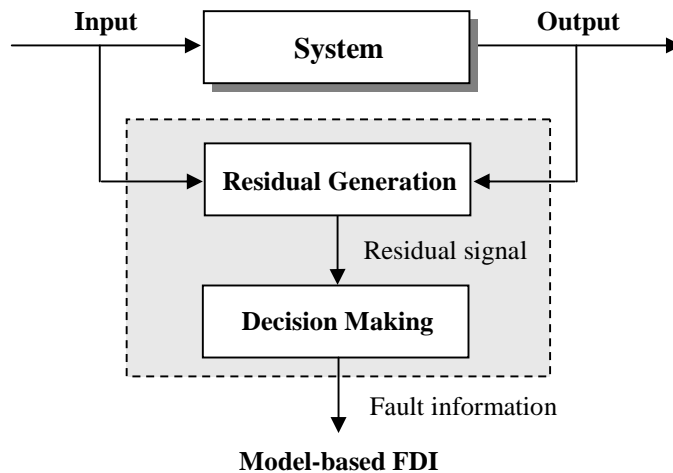 Input
Output
System
Residual Generation
Residual signal
Decision Making
Fault information
Model-based FDI